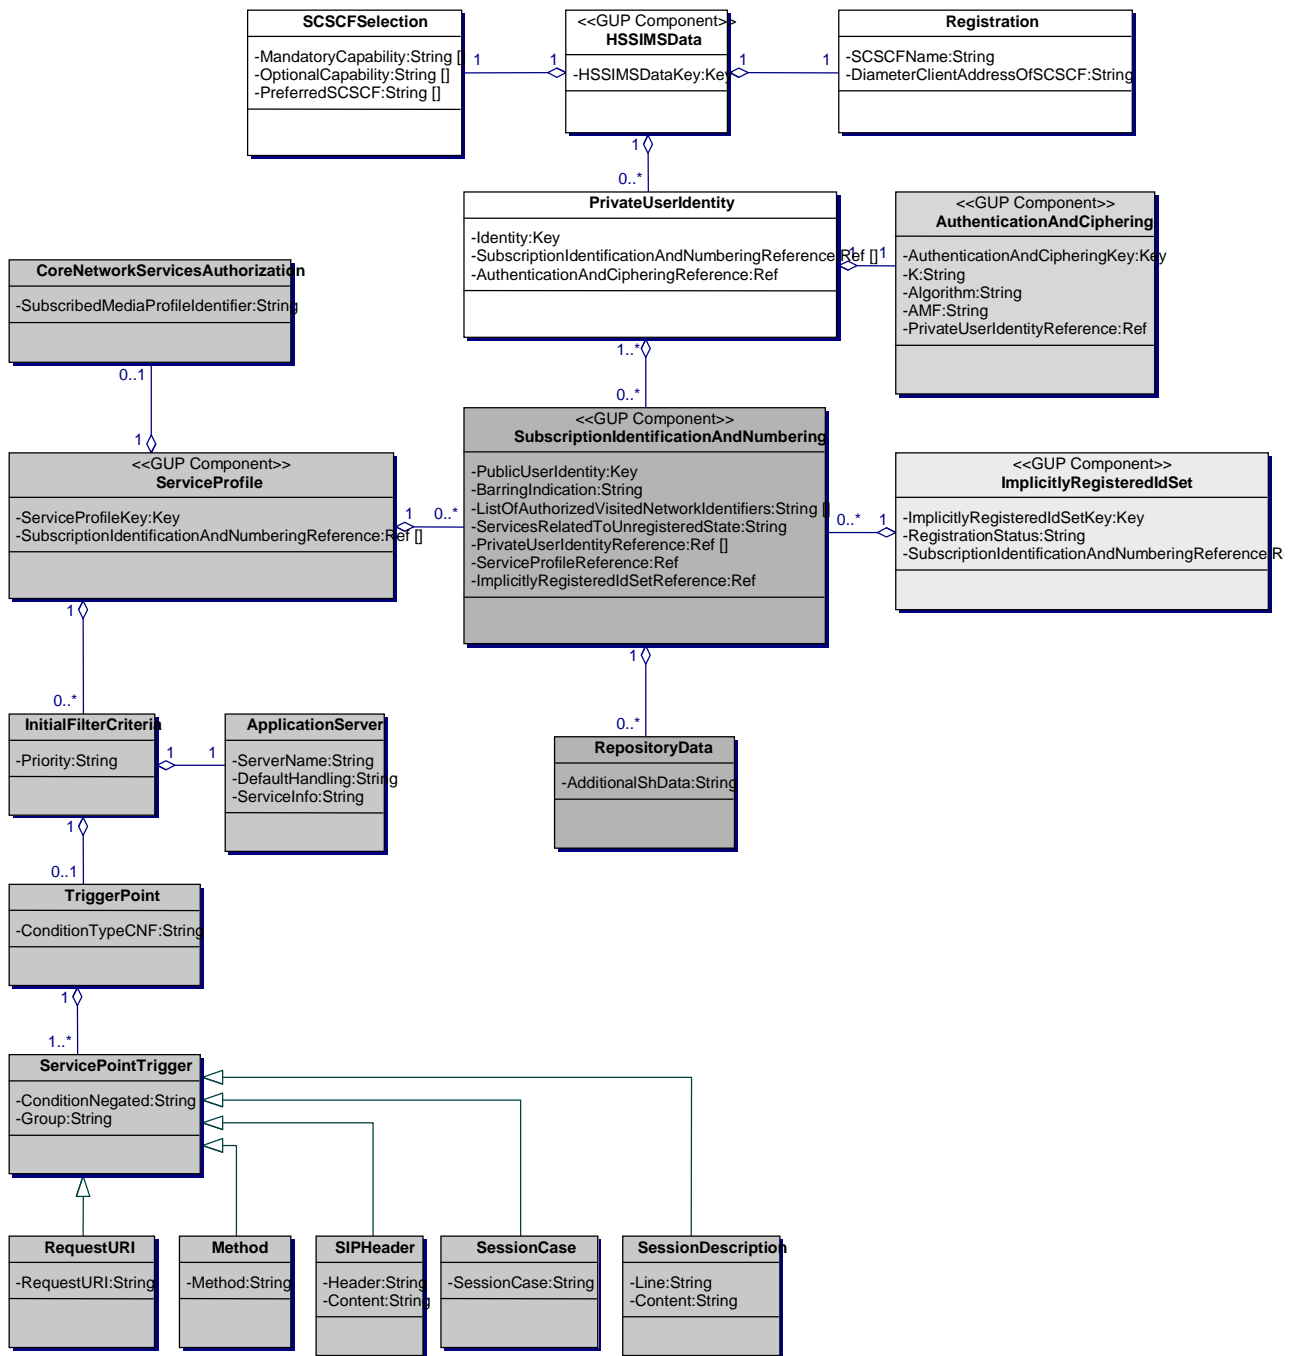 SCSCFSelection
-MandatoryCapability:String []
-OptionalCapability:String []
-PreferredSCSCF:String []
1
1
<<GUP Component>>
HSSIMSData
-HSSIMSDataKey:Key
1
1
Registration
-SCSCFName:String
-DiameterClientAddressOfSCSCF:String
1
0..*
PrivateUserIdentity
-Identity:Key
-SubscriptionIdentificationAndNumberingReference:Ref []
-AuthenticationAndCipheringReference:Ref
1
1
<<GUP Component>>
AuthenticationAndCiphering
-AuthenticationAndCipheringKey:Key
-K:String
-Algorithm:String
-AMF:String
-PrivateUserIdentityReference:Ref
CoreNetworkServicesAuthorization
-SubscribedMediaProfileIdentifier:String
0..1
1
1..*
0..*
<<GUP Component>>
ServiceProfile
-ServiceProfileKey:Key
-SubscriptionIdentificationAndNumberingReference:Ref []
1
0..*
<<GUP Component>>
SubscriptionIdentificationAndNumbering
-PublicUserIdentity:Key
-BarringIndication:String
-ListOfAuthorizedVisitedNetworkIdentifiers:String []
-ServicesRelatedToUnregisteredState:String
-PrivateUserIdentityReference:Ref []
-ServiceProfileReference:Ref
-ImplicitlyRegisteredIdSetReference:Ref
0..*
1
<<GUP Component>>
ImplicitlyRegisteredIdSet
-ImplicitlyRegisteredIdSetKey:Key
-RegistrationStatus:String
-SubscriptionIdentificationAndNumberingReference:R
1
0..*
1
0..*
InitialFilterCriteria
-Priority:String
1
1
ApplicationServer
-ServerName:String
-DefaultHandling:String
-ServiceInfo:String
RepositoryData
-AdditionalShData:String
1
0..1
TriggerPoint
-ConditionTypeCNF:String
1
1..*
ServicePointTrigger
-ConditionNegated:String
-Group:String
RequestURI
-RequestURI:String
Method
-Method:String
SIPHeader
-Header:String
-Content:String
SessionCase
-SessionCase:String
SessionDescription
-Line:String
-Content:String